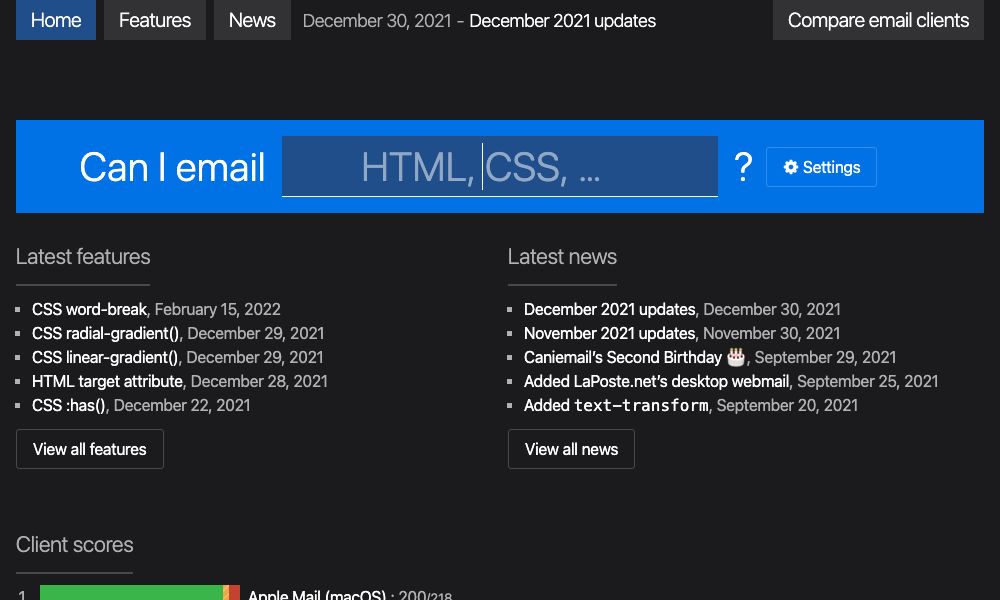 Home Features News December 30, 2021 - December 2021 updates Compare email clients
Can I email HTML, CSS, ... ? Settings
Latest features
CSS word-break, February 15, 2022
CSS radial-gradient(), December 29, 2021
CSS linear-gradient(), December 29, 2021
HTML target attribute, December 28, 2021
CSS :has(), December 22, 2021
View all features
Latest news
December 2021 updates, December 30, 2021
November 2021 updates, November 30, 2021
Caniemail's Second Birthday 🎂, September 29, 2021
Added LaPoste.net's desktop webmail, September 25, 2021
Added text-transform, September 20, 2021
View all news
Client scores
1 Apple Mail (macOS) : 200/218